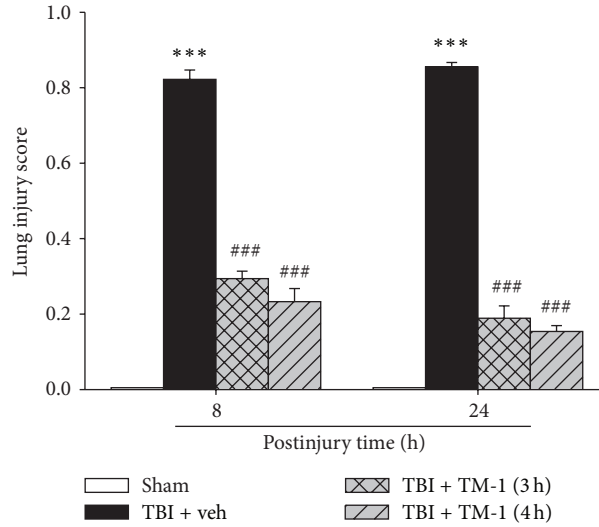 1.0
0.8
0.6
0.4
0.2
0.0
Lung injury score
***
***
###
###
###
###
8
24
Postinjury time (h)
Sham
TBI + veh
TBI + TM-1 (3 h)
TBI + TM-1 (4 h)